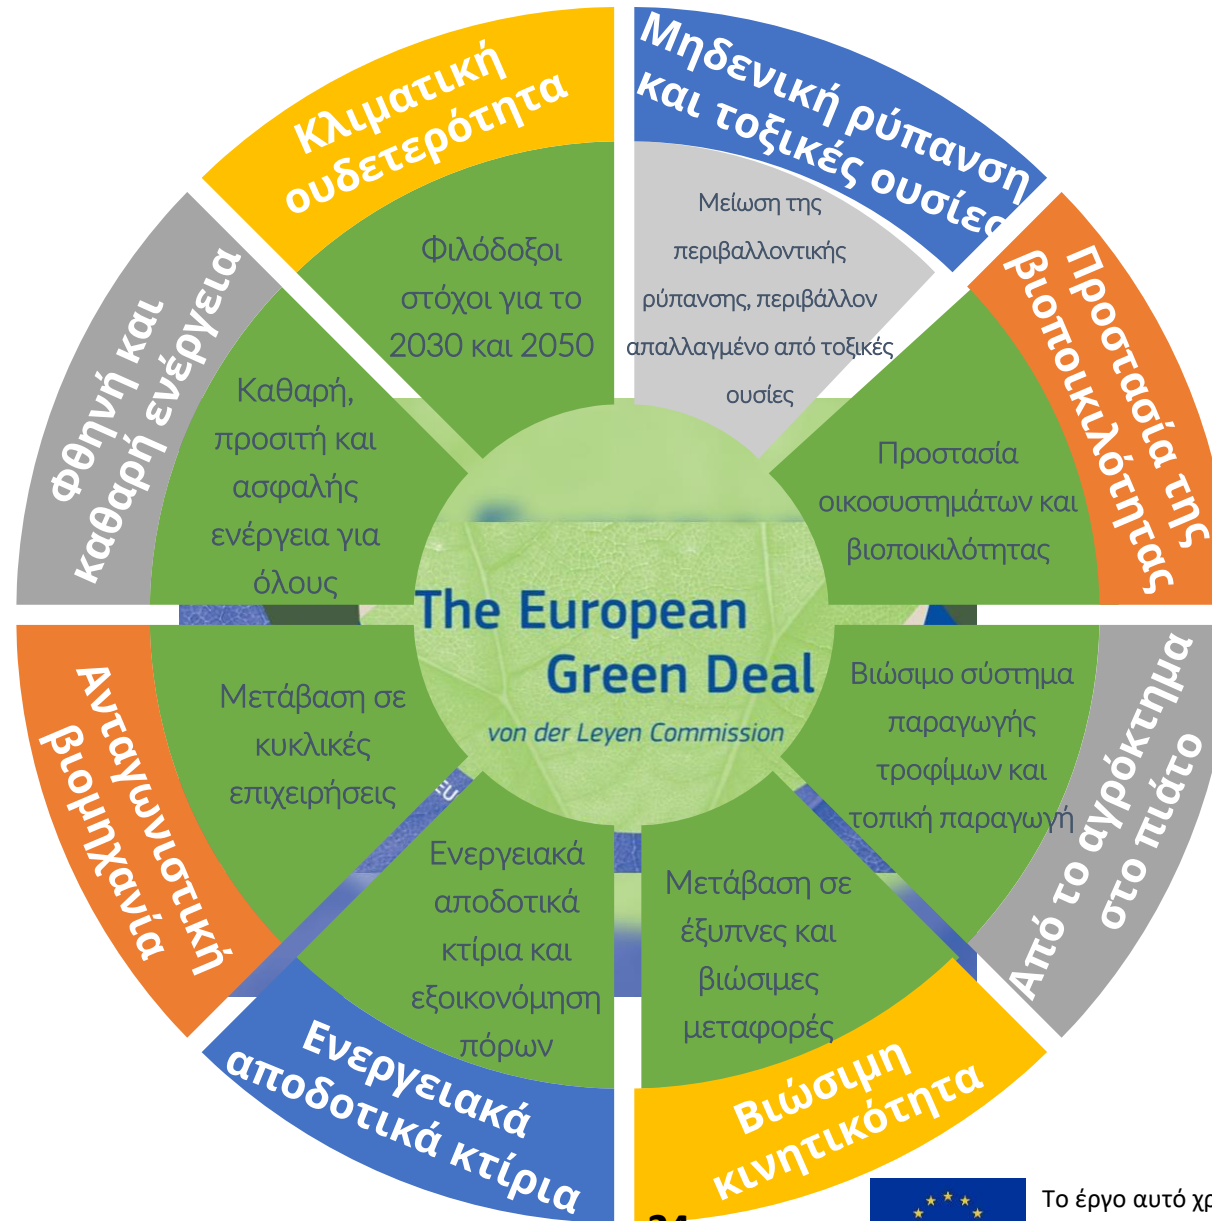 Κλιματική
ουδετερότητα
Φιλόδοξοι
στόχοι για το
2030 και 2050
Μηδενική ρύπανση
και τοξικές ουσίες
Μείωση της
περιβαλλοντικής
ρύπανσης, περιβάλλον
απαλλαγμένο από τοξικές
ουσίες
Προστασία της
βιοποικιλότητας
Προστασία
οικοσυστημάτων και
βιοποικιλότητας
Από το αγρόκτημα
στο πιάτο
Βιώσιμο σύστημα
παραγωγής
τροφίμων και
τοπική παραγωγή
Βιώσιμη
κινητικότητα
Μετάβαση σε
έξυπνες και
βιώσιμες
μεταφορές
Ενεργειακά
αποδοτικά κτίρια
Ενεργειακά
αποδοτικά
κτίρια και
εξοικονόμηση
πόρων
Ανταγωνιστική
βιομηχανία
Μετάβαση σε
κυκλικές
επιχειρήσεις
Φθηνή και
καθαρή ενέργεια
Καθαρή,
προσιτή και
ασφαλής
ενέργεια για
όλους
The European
Green Deal
von der Leyen Commission
Το έργο αυτό